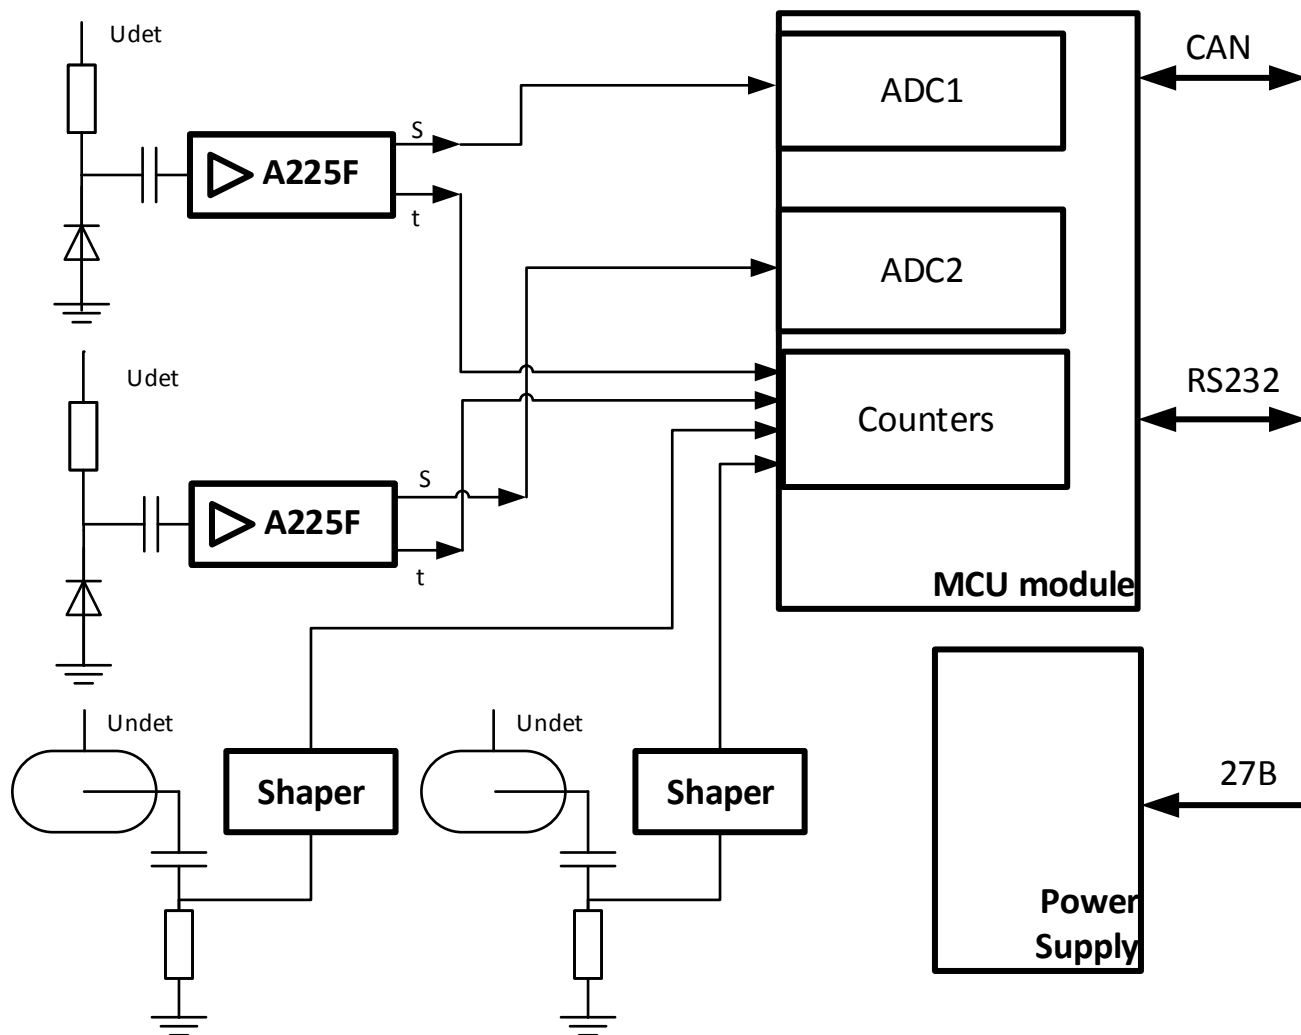 Udet
CAN
ADC1
S
A225F
t
ADC2
Udet
RS232
Counters
S
A225F
t
MCU module
Undet
Undet
Shaper
Shaper
27B
Power
Supply